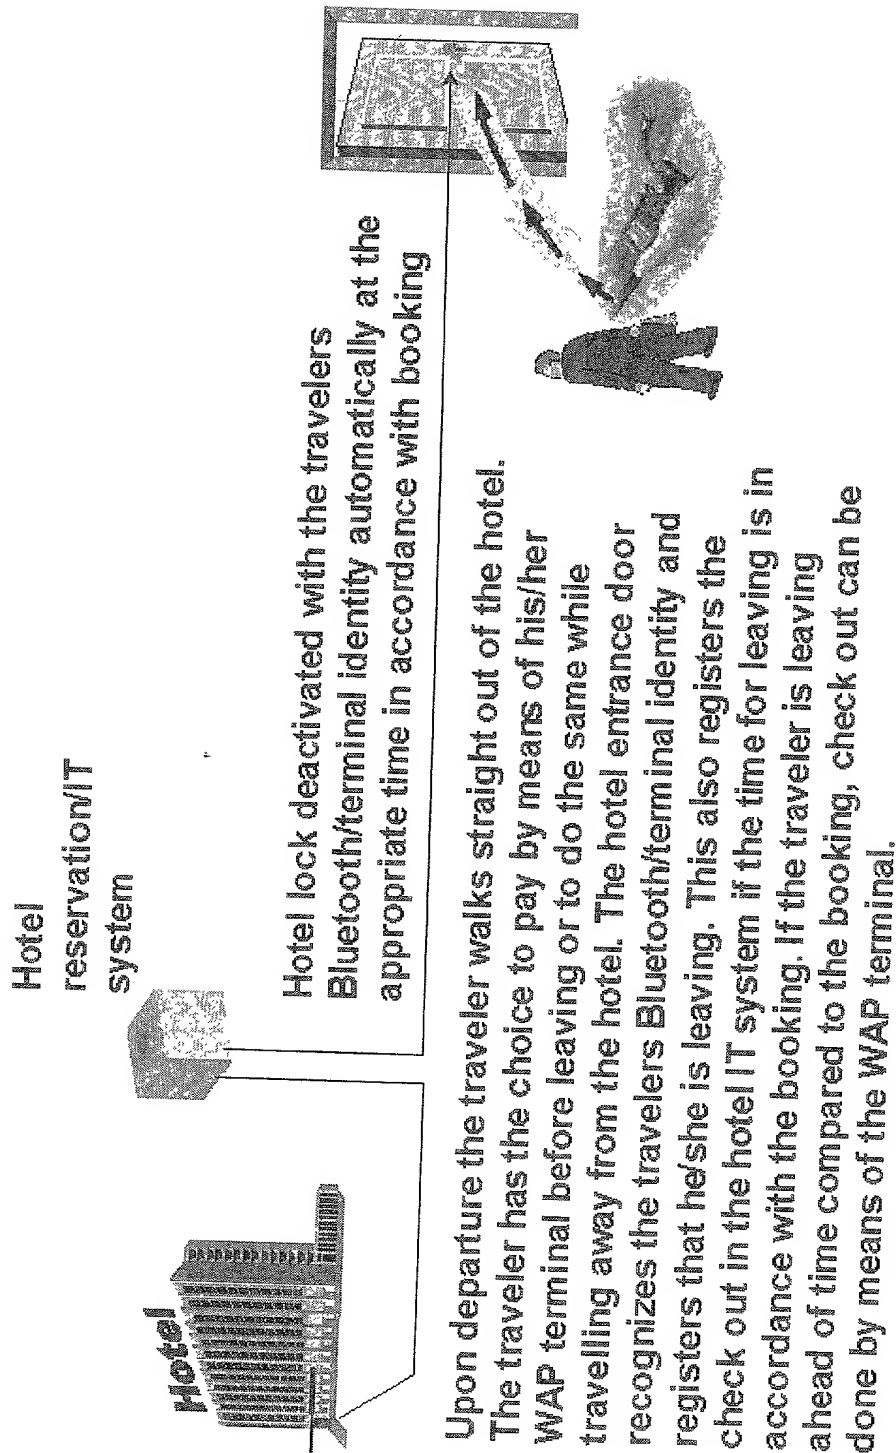 Hotel
reservation/IT
system
Hotel
Hotel lock deactivated with the travelers
Bluetooth/terminal identity automatically at the
appropriate time in accordance with booking
Upon departure the traveler walks straight out of the hotel.
The traveler has the choice to pay by means of his/her
WAP terminal before leaving or to do the same while
travelling away from the hotel. The hotel entrance door
recognizes the travelers Bluetooth/terminal identity and
registers that he/she is leaving. This also registers the
check out in the hotel IT system if the time for leaving is in
accordance with the booking. If the traveler is leaving
ahead of time compared to the booking, check out can be
done by means of the WAP terminal.